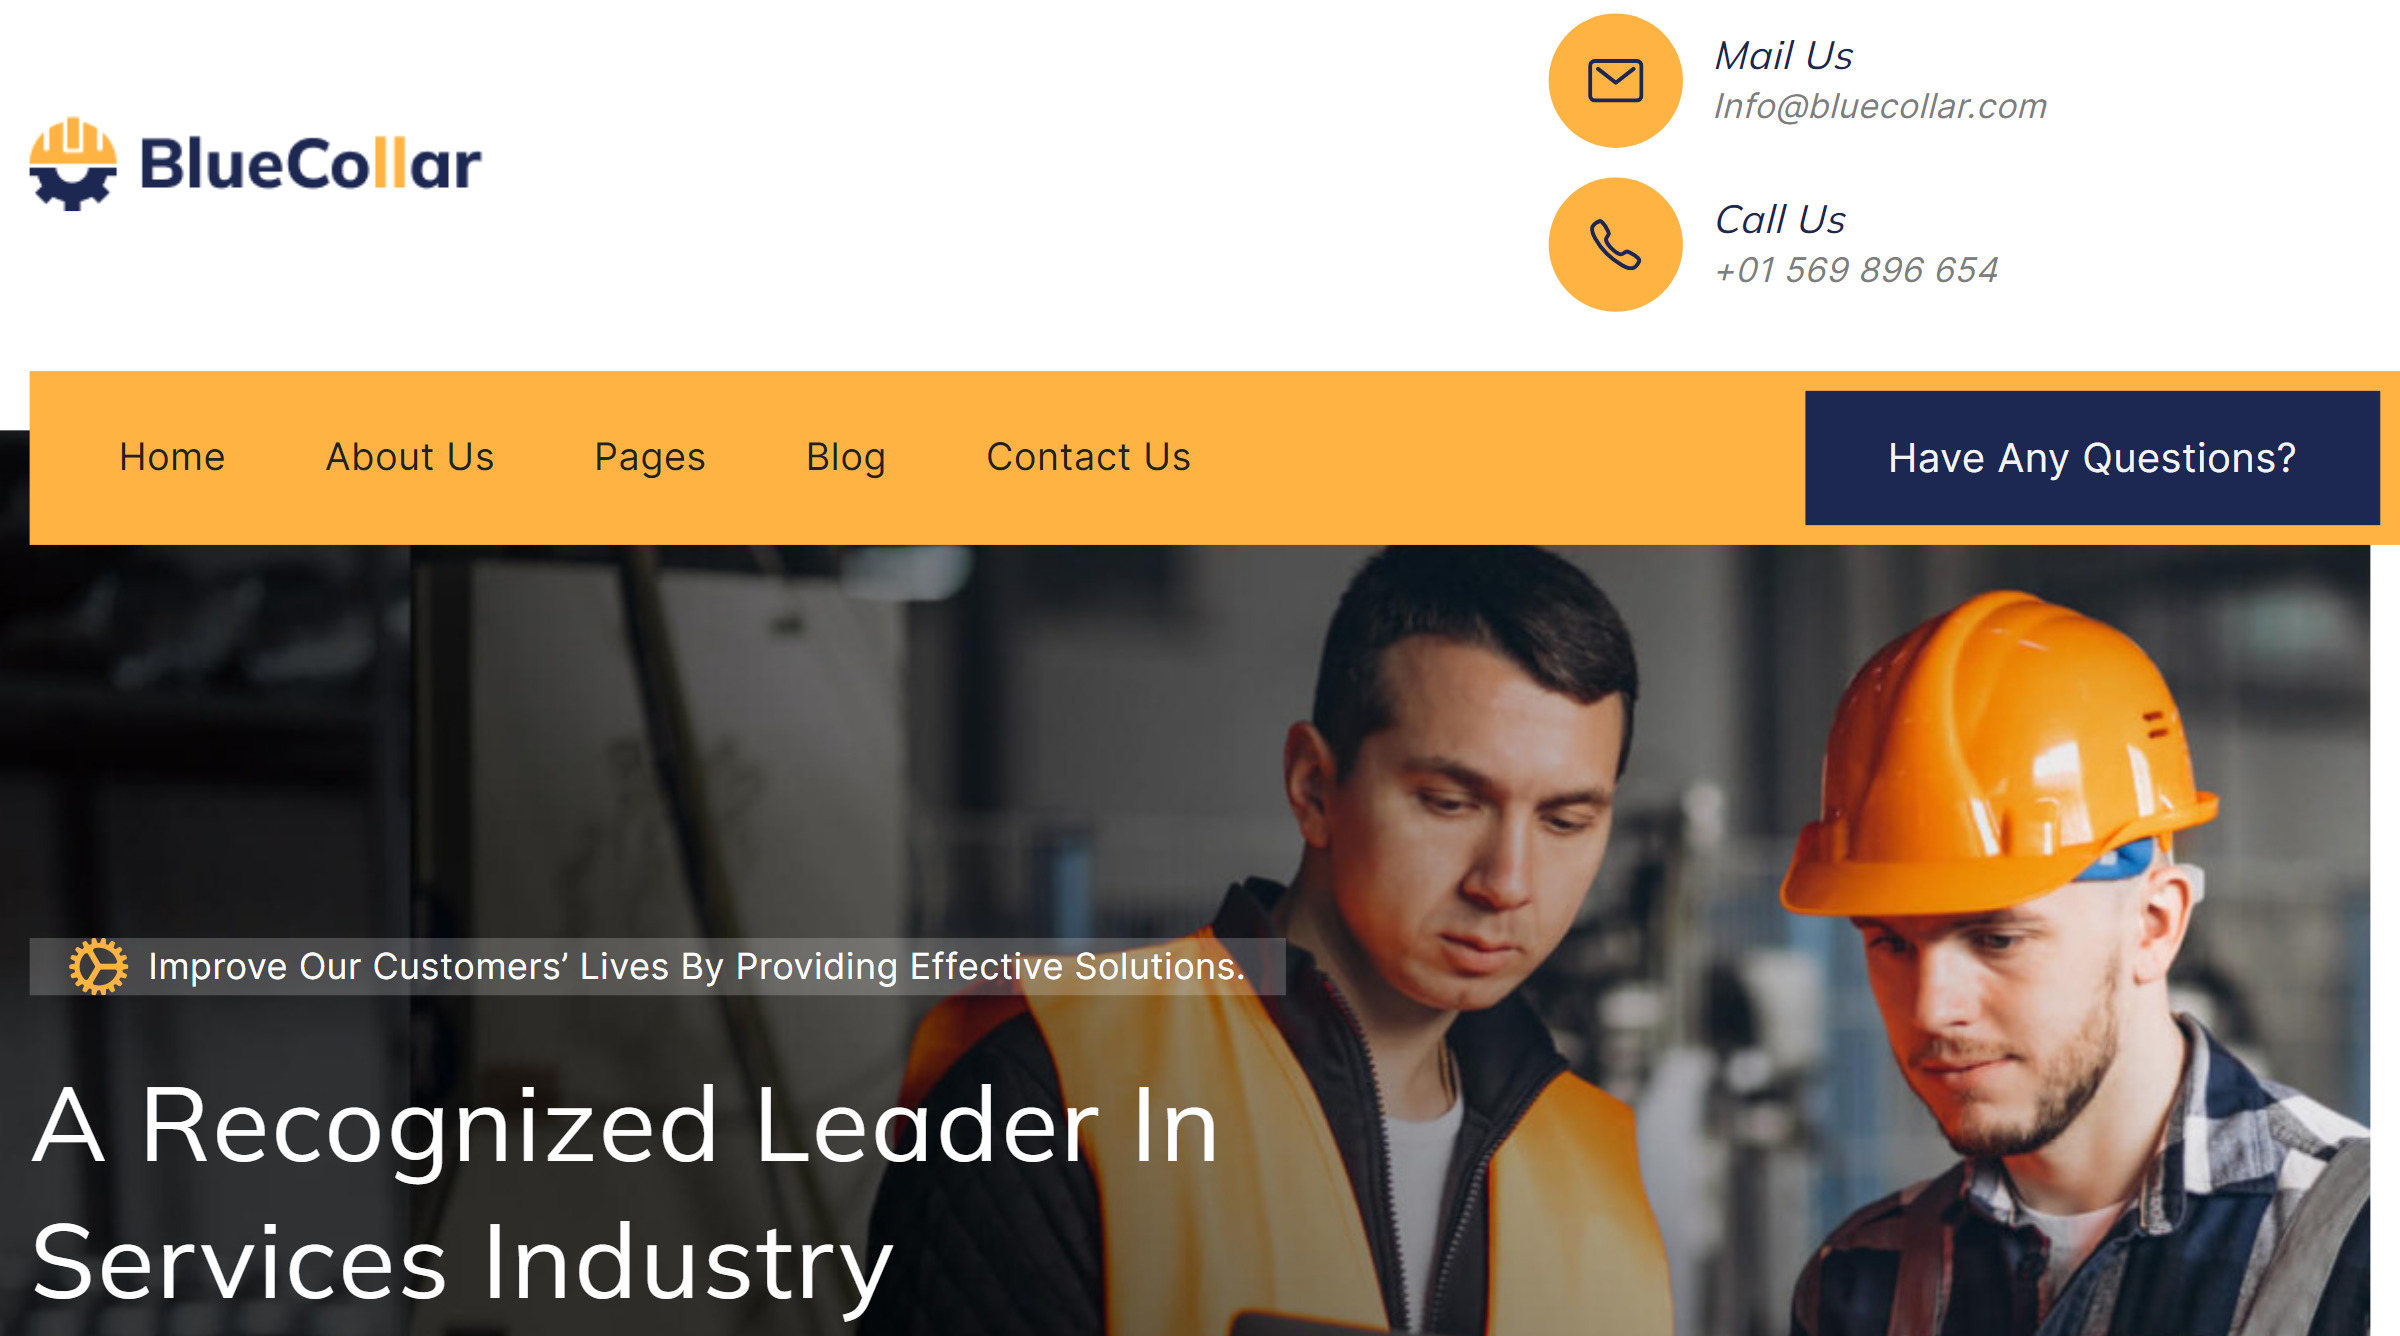 BlueCollar
Mail Us
Info@bluecollar.com
Call Us
+01 569 896 654
Home
About Us
Pages
Blog
Contact Us
Have Any Questions?
Improve Our Customers’ Lives By Providing Effective Solutions.
A Recognized Leader In
Services Industry